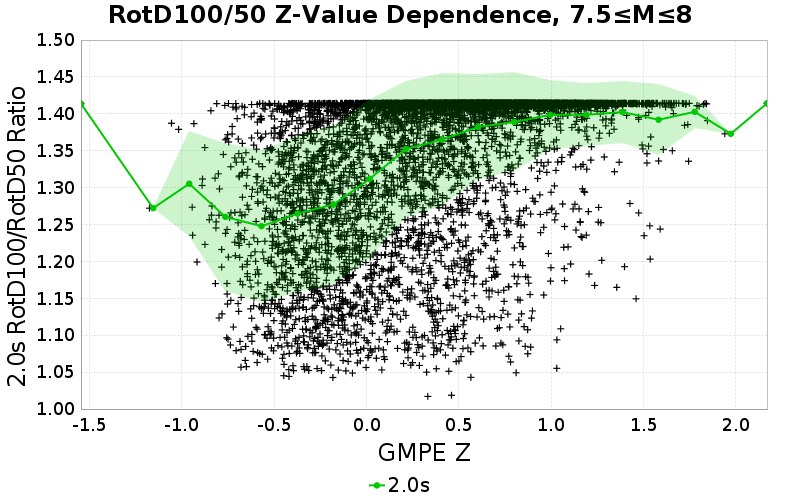 RotD100/50 Z-Value Dependence, 7.5≤M≤8
2.0s RotD100/RotD50 Ratio
1.50
1.45
1.40
1.35
1.30
1.25
1.20
1.15
1.10
1.05
1.00
-1.5 -1.0 -0.5 0.0 0.5 1.0 1.5 2.0
GMPE Z
2.0s